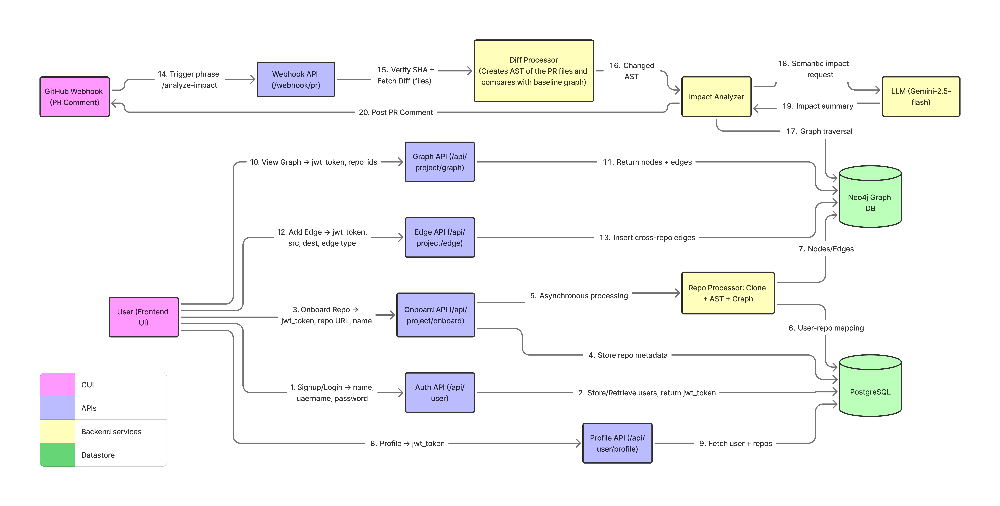 Diff Processor
(Creates AST of the PR files and
compares with baseline graph)
14. Trigger phrase
/analyze-impact
Webhook API
(/webhook/pr)
15. Verify SHA +
Fetch Diff (files)
16. Changed
AST
18. Semantic impact
request
GitHub Webhook
(PR Comment)
Impact Analyzer
LLM (Gemini-2.5-
flash)
19. Impact summary
20. Post PR Comment
17. Graph traversal
10. View Graph → jwt_token, repo_ids
Graph API (/api/
project/graph)
11. Return nodes + edges
Neo4j Graph
DB
12. Add Edge → jwt_token,
src, dest, edge type
Edge API (/api/
project/edge)
13. Insert cross-repo edges
7. Nodes/Edges
User (Frontend
UI)
3. Onboard Repo →
jwt_token, repo URL, name
Onboard API (/api/
project/onboard)
5. Asynchronous processing
Repo Processor: Clone
+ AST + Graph
6. User-repo mapping
4. Store repo metadata
1. Signup/Login → name,
uaername, password
Auth API (/api/
user)
2. Store/Retrieve users, return jwt_token
PostgreSQL
8. Profile → jwt_token
Profile API (/api/
user/profile)
9. Fetch user + repos
GUI
APIs
Backend services
Datastore